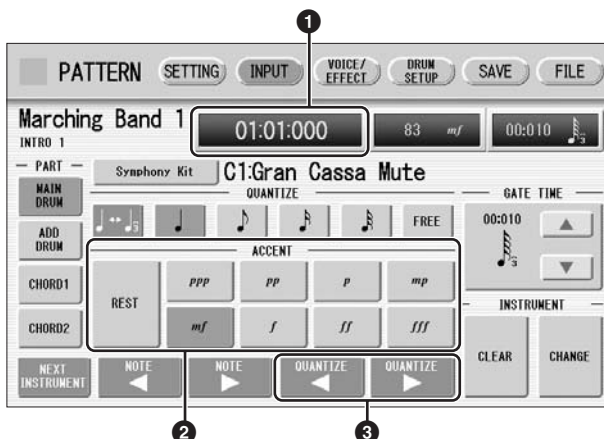 1
PATTERN SETTING INPUT VOICE/EFFECT DRUM SETUP SAVE FILE
Marching Band 1 01:01:000 83 mf 00:010
INTRO 1
PART Symphony Kit C1:Gran Cassa Mute
QUANTIZE GATE TIME
MAIN DRUM FREE 00:010
ADD DRUM
ACCENT
CHORD1 REST ppp pp p mp
INSTRUMENT
CHORD2 mf f ff fff
CLEAR CHANGE
NEXT INSTRUMENT NOTE NOTE QUANTIZE QUANTIZE
2 3